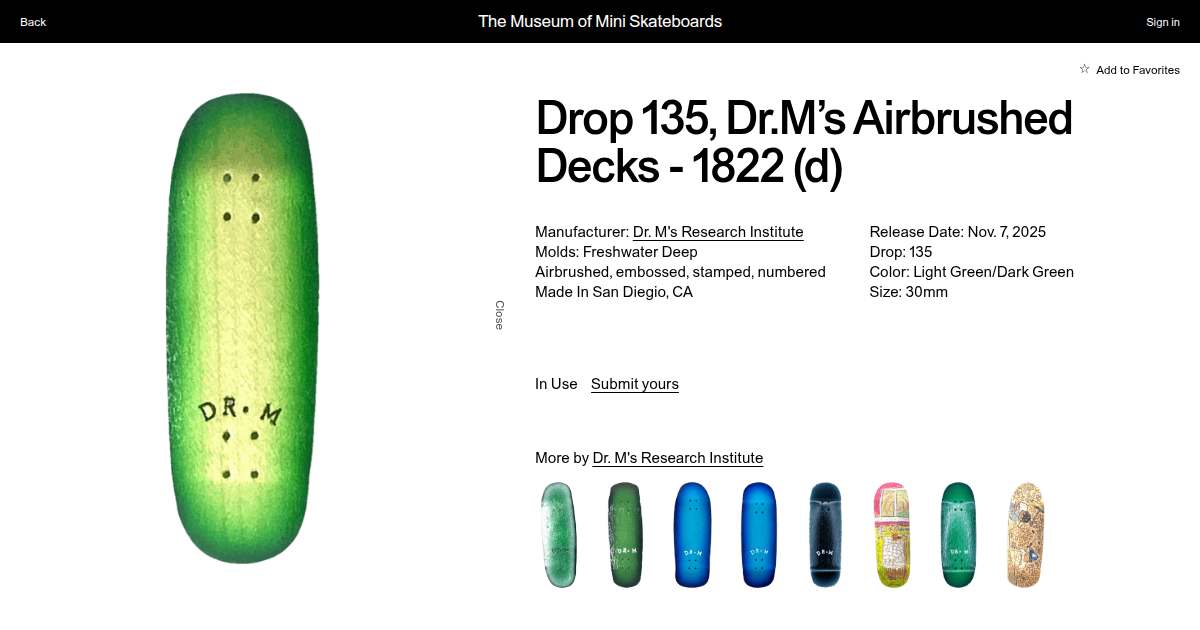 Back
The Museum of Mini Skateboards
Sign in
☆ Add to Favorites
Drop 135, Dr.M’s Airbrushed
Decks - 1822 (d)
Manufacturer: Dr. M's Research Institute
Molds: Freshwater Deep
Airbrushed, embossed, stamped, numbered
Made In San Diegio, CA
Release Date: Nov. 7, 2025
Drop: 135
Color: Light Green/Dark Green
Size: 30mm
Close
DR. M
In Use Submit yours
More by Dr. M's Research Institute
DR. M
DR. M
DR. M
DR. M
DR. M
DR. M